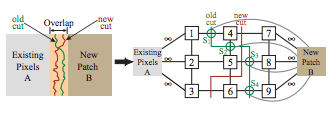 old cut
Overlap
new cut
Existing Pixels A
New Patch B
old cut
new cut
Existing Pixels A
New Patch B
1
4
7
S1
∞
∞
2
5
8
S2
S3
∞
∞
3
6
9
S4
∞
∞